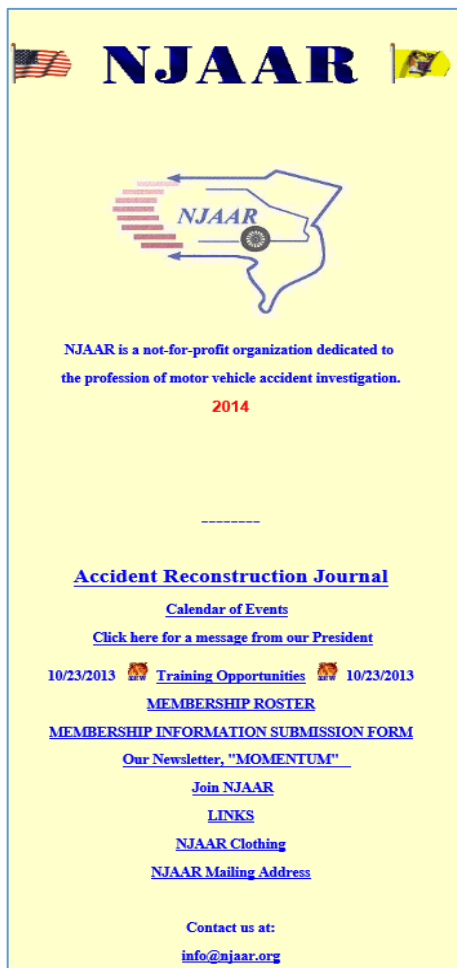 NJAAR
NJAAR
NJAAR is a not-for-profit organization dedicated to
the profession of motor vehicle accident investigation.
2014
--------
Accident Reconstruction Journal
Calendar of Events
Click here for a message from our President
10/23/2013 NEW Training Opportunities NEW 10/23/2013
MEMBERSHIP ROSTER
MEMBERSHIP INFORMATION SUBMISSION FORM
Our Newsletter, "MOMENTUM"
Join NJAAR
LINKS
NJAAR Clothing
NJAAR Mailing Address
Contact us at:
info@njaar.org